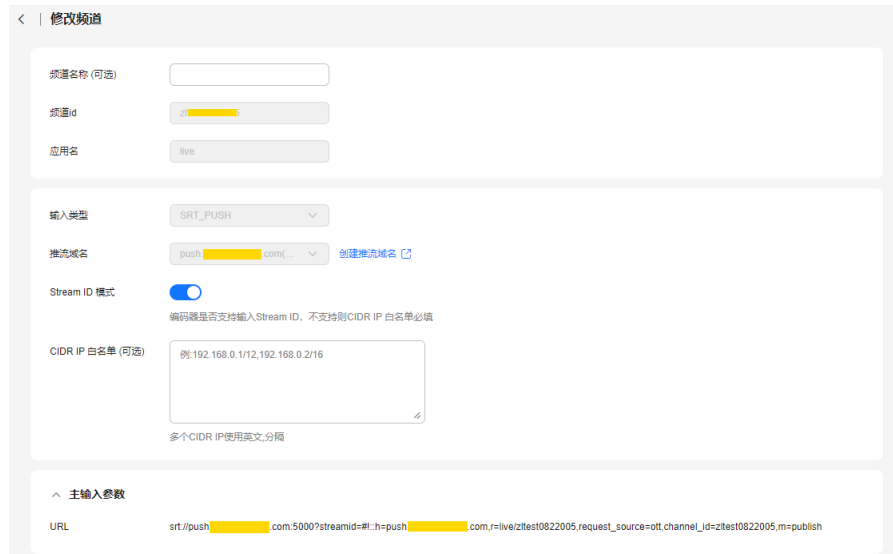 修改频道
频道名称 (可选)
频道id zl 5
应用名 live
输入类型 SRT_PUSH
推流域名 push. .com(... 创建推流域名
Stream ID 模式
编码器是否支持输入Stream ID，不支持则CIDR IP 白名单必填
CIDR IP 白名单 (可选) 例:192.168.0.1/12,192.168.0.2/16
多个CIDR IP使用英文,分隔
主输入参数
URL srt://push .com:5000?streamid=#!::h=push .com,r=live/zltest0822005,request_source=ott,channel_id=zltest0822005,m=publish